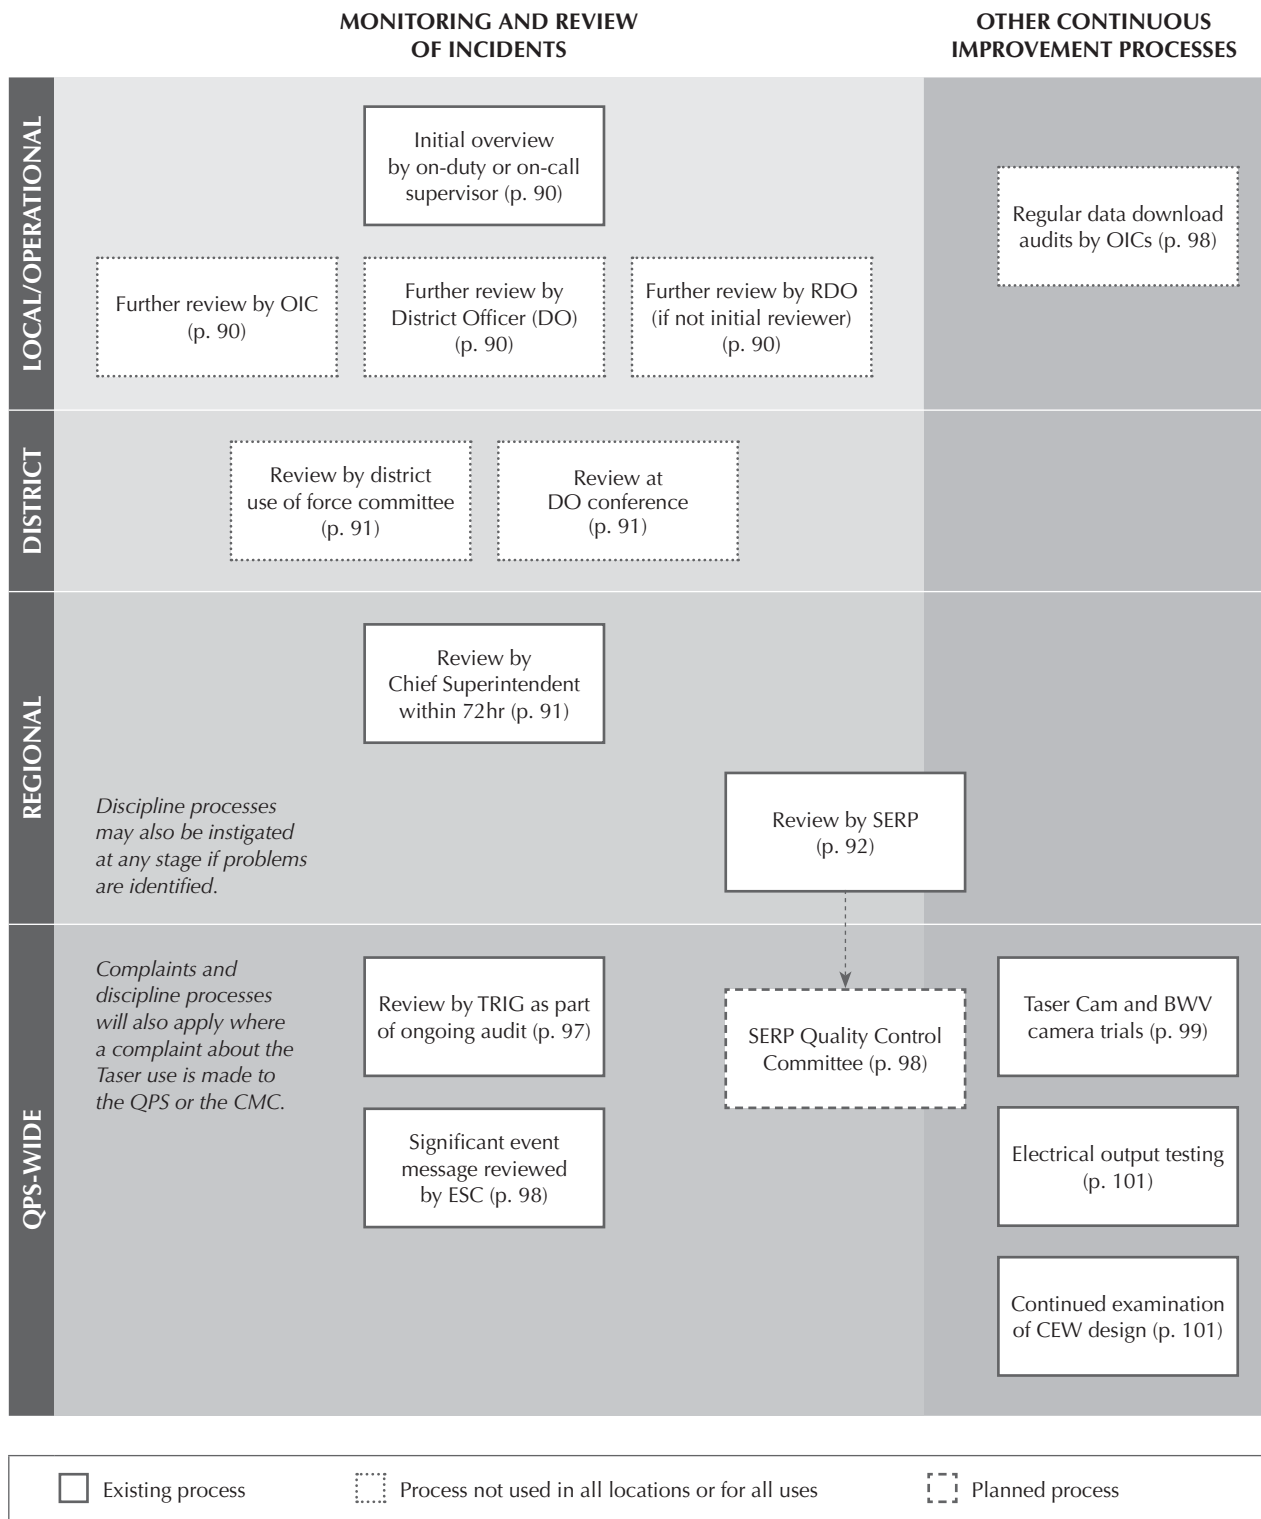 MONITORING AND REVIEW
OF INCIDENTS
OTHER CONTINUOUS
IMPROVEMENT PROCESSES
LOCAL/OPERATIONAL
Initial overview
by on-duty or on-call
supervisor (p. 90)
Regular data download
audits by OICs (p. 98)
Further review by OIC
(p. 90)
Further review by
District Officer (DO)
(p. 90)
Further review by RDO
(if not initial reviewer)
(p. 90)
DISTRICT
Review by district
use of force committee
(p. 91)
Review at
DO conference
(p. 91)
REGIONAL
Review by
Chief Superintendent
within 72hr (p. 91)
Discipline processes
may also be instigated
at any stage if problems
are identified.
Review by SERP
(p. 92)
QPS-WIDE
Complaints and
discipline processes
will also apply where
a complaint about the
Taser use is made to
the QPS or the CMC.
Review by TRIG as part
of ongoing audit (p. 97)
SERP Quality Control
Committee (p. 98)
Taser Cam and BWV
camera trials (p. 99)
Significant event
message reviewed
by ESC (p. 98)
Electrical output testing
(p. 101)
Continued examination
of CEW design (p. 101)
Existing process
Process not used in all locations or for all uses
Planned process